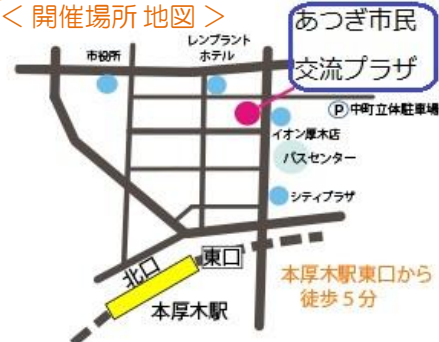 ＜ 開催場所 地図 ＞
あつぎ市民
交流プラザ
レンブラント
ホテル
市役所
P 中町立体駐車場
イオン厚木店
バスセンター
シティプラザ
東口
北口
本厚木駅
本厚木駅東口から
徒歩５分